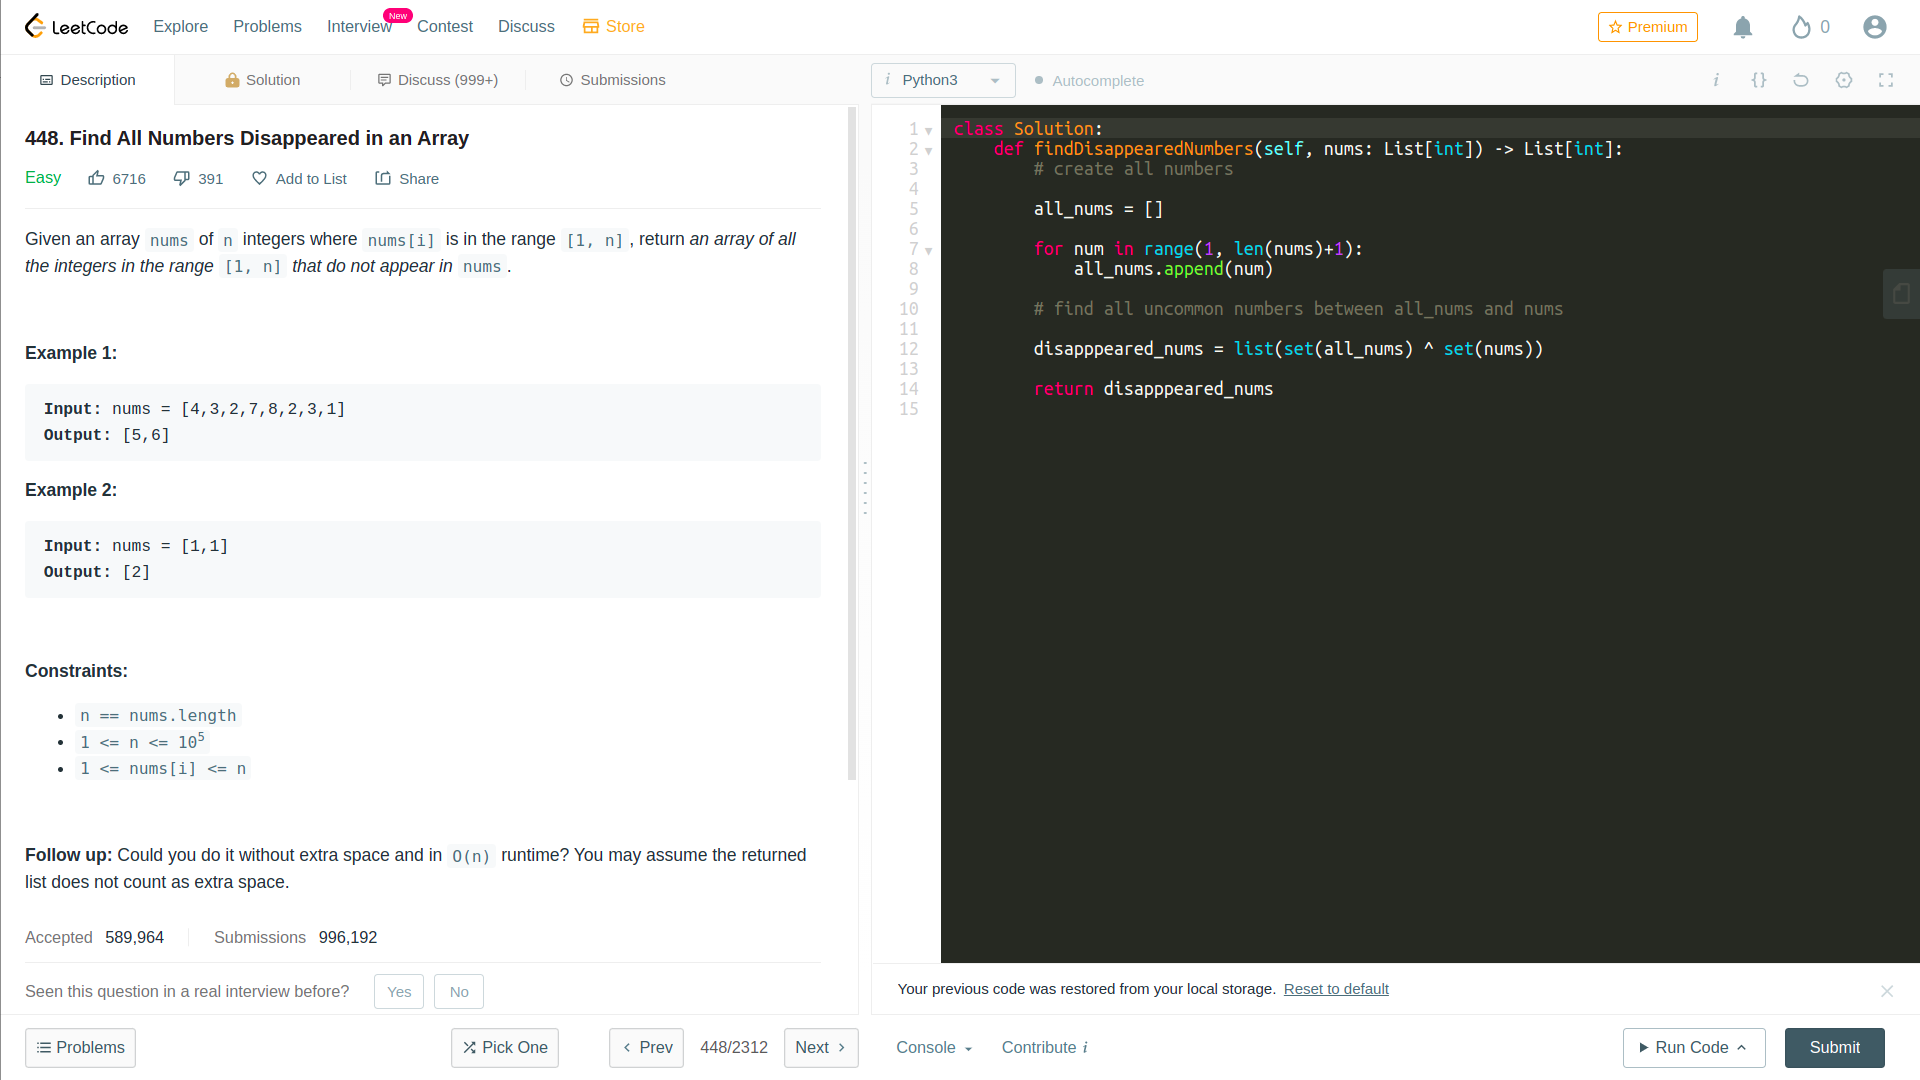 LeetCode Explore Problems Interview New Contest Discuss Store Premium 0
Description Solution Discuss (999+) Submissions
448. Find All Numbers Disappeared in an Array
Easy 6716 391 Add to List Share
Given an array nums of n integers where nums[i] is in the range [1, n], return an array of all
the integers in the range [1, n] that do not appear in nums.
Example 1:
Input: nums = [4,3,2,7,8,2,3,1]
Output: [5,6]
Example 2:
Input: nums = [1,1]
Output: [2]
Constraints:
• n == nums.length
• 1 <= n <= 10⁵
• 1 <= nums[i] <= n
Follow up: Could you do it without extra space and in O(n) runtime? You may assume the returned
list does not count as extra space.
Accepted 589,964 Submissions 996,192
Seen this question in a real interview before? Yes No
Problems Pick One Prev 448/2312 Next
i Python3 Autocomplete i {}
1 class Solution:
2     def findDisappearedNumbers(self, nums: List[int]) -> List[int]:
3         # create all numbers
4
5         all_nums = []
6
7         for num in range(1, len(nums)+1):
8             all_nums.append(num)
9
10         # find all uncommon numbers between all_nums and nums
11
12         disapppeared_nums = list(set(all_nums) ^ set(nums))
13
14         return disapppeared_nums
15
Your previous code was restored from your local storage. Reset to default
Console Contribute i Run Code Submit